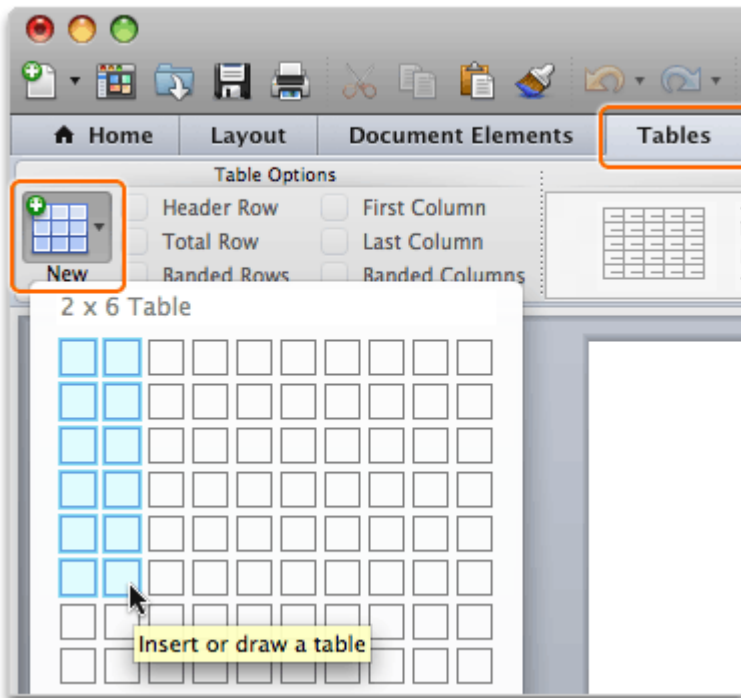 Home Layout Document Elements Tables
Table Options
Header Row First Column
Total Row Last Column
New Banded Rows Banded Columns
2 x 6 Table
Insert or draw a table